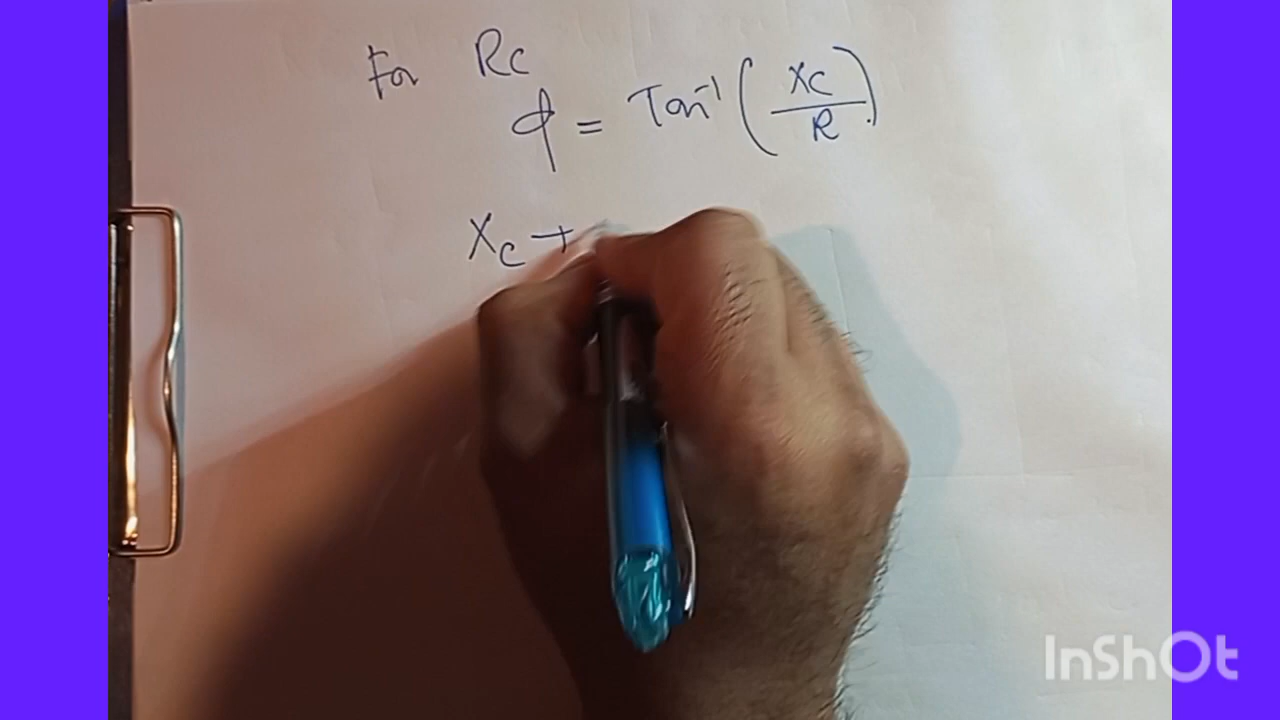 For RC
φ = Tan⁻¹ (XC / R)
XC →
InShOt